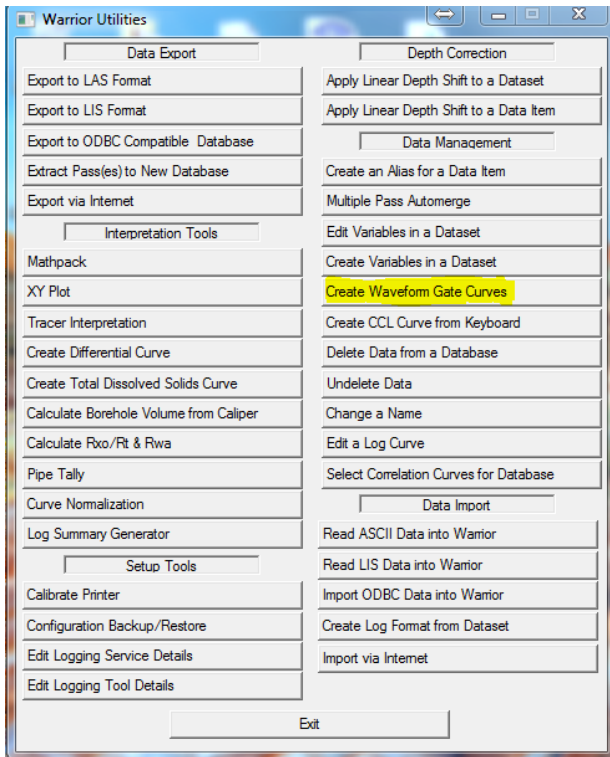 Warrior Utilities
Data Export
Export to LAS Format
Export to LIS Format
Export to ODBC Compatible Database
Extract Pass(es) to New Database
Export via Internet
Interpretation Tools
Mathpack
XY Plot
Tracer Interpretation
Create Differential Curve
Create Total Dissolved Solids Curve
Calculate Borehole Volume from Caliper
Calculate Rxo/Rt & Rwa
Pipe Tally
Curve Normalization
Log Summary Generator
Setup Tools
Calibrate Printer
Configuration Backup/Restore
Edit Logging Service Details
Edit Logging Tool Details
Depth Correction
Apply Linear Depth Shift to a Dataset
Apply Linear Depth Shift to a Data Item
Data Management
Create an Alias for a Data Item
Multiple Pass Automerge
Edit Variables in a Dataset
Create Variables in a Dataset
Create Waveform Gate Curves
Create CCL Curve from Keyboard
Delete Data from a Database
Undelete Data
Change a Name
Edit a Log Curve
Select Correlation Curves for Database
Data Import
Read ASCII Data into Warrior
Read LIS Data into Warrior
Import ODBC Data into Warrior
Create Log Format from Dataset
Import via Internet
Exit